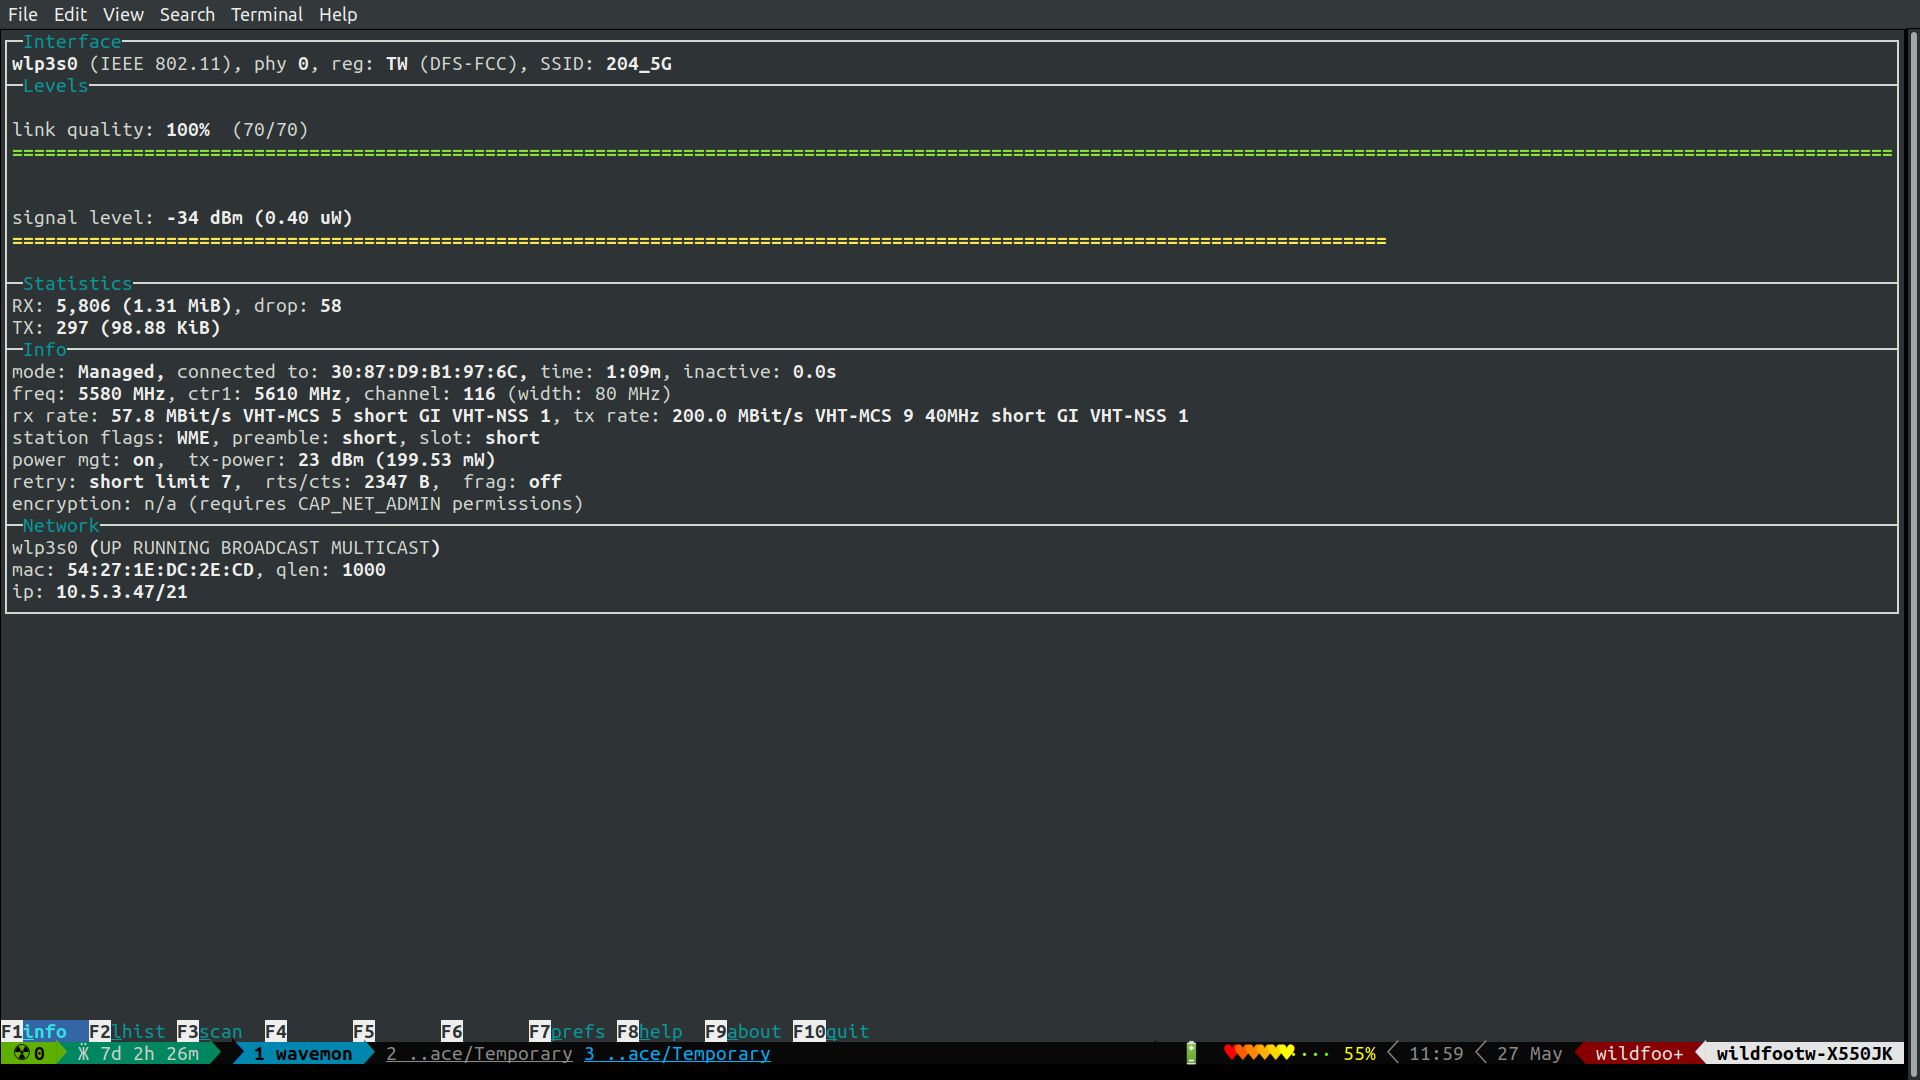 File Edit View Search Terminal Help
Interface
wlp3s0 (IEEE 802.11), phy 0, reg: TW (DFS-FCC), SSID: 204_5G
Levels
link quality: 100%  (70/70)
signal level: -34 dBm (0.40 uW)
Statistics
RX: 5,806 (1.31 MiB), drop: 58
TX: 297 (98.88 KiB)
Info
mode: Managed, connected to: 30:87:D9:B1:97:6C, time: 1:09m, inactive: 0.0s
freq: 5580 MHz, ctr1: 5610 MHz, channel: 116 (width: 80 MHz)
rx rate: 57.8 MBit/s VHT-MCS 5 short GI VHT-NSS 1, tx rate: 200.0 MBit/s VHT-MCS 9 40MHz short GI VHT-NSS 1
station flags: WME, preamble: short, slot: short
power mgt: on,  tx-power: 23 dBm (199.53 mW)
retry: short limit 7,  rts/cts: 2347 B,  frag: off
encryption: n/a (requires CAP_NET_ADMIN permissions)
Network
wlp3s0 (UP RUNNING BROADCAST MULTICAST)
mac: 54:27:1E:DC:2E:CD, qlen: 1000
ip: 10.5.3.47/21
F1info F2lhist F3scan F4 F5 F6 F7prefs F8help F9about F10quit
☢0 Ӝ 7d 2h 26m 1 wavemon 2 ..ace/Temporary 3 ..ace/Temporary ♥♥♥♥♥♥···· 55% 11:59 27 May wildfoo+ wildfootw-X550JK